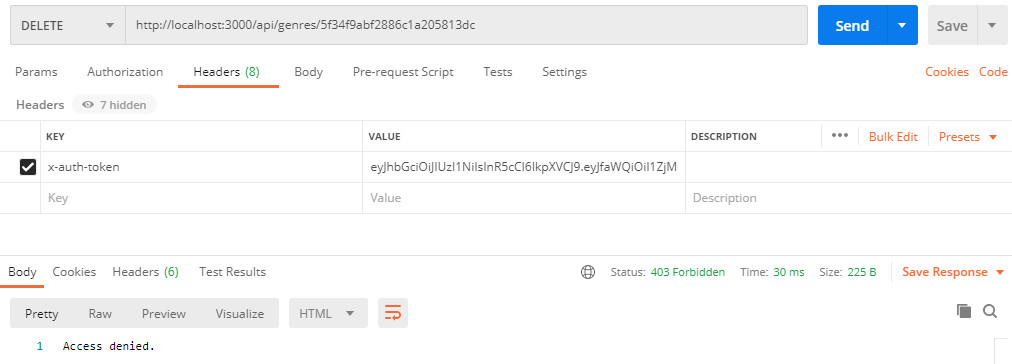 DELETE http://localhost:3000/api/genres/5f34f9abf2886c1a205813dc Send Save
Params Authorization Headers (8) Body Pre-request Script Tests Settings Cookies Code
Headers 7 hidden
KEY VALUE DESCRIPTION ••• Bulk Edit Presets
x-auth-token eyJhbGciOiJIUzI1NiIsInR5cCI6IkpXVCJ9.eyJfaWQiOiI1ZjM
Key Value Description
Body Cookies Headers (6) Test Results Status: 403 Forbidden Time: 30 ms Size: 225 B Save Response
Pretty Raw Preview Visualize HTML
1 Access denied.